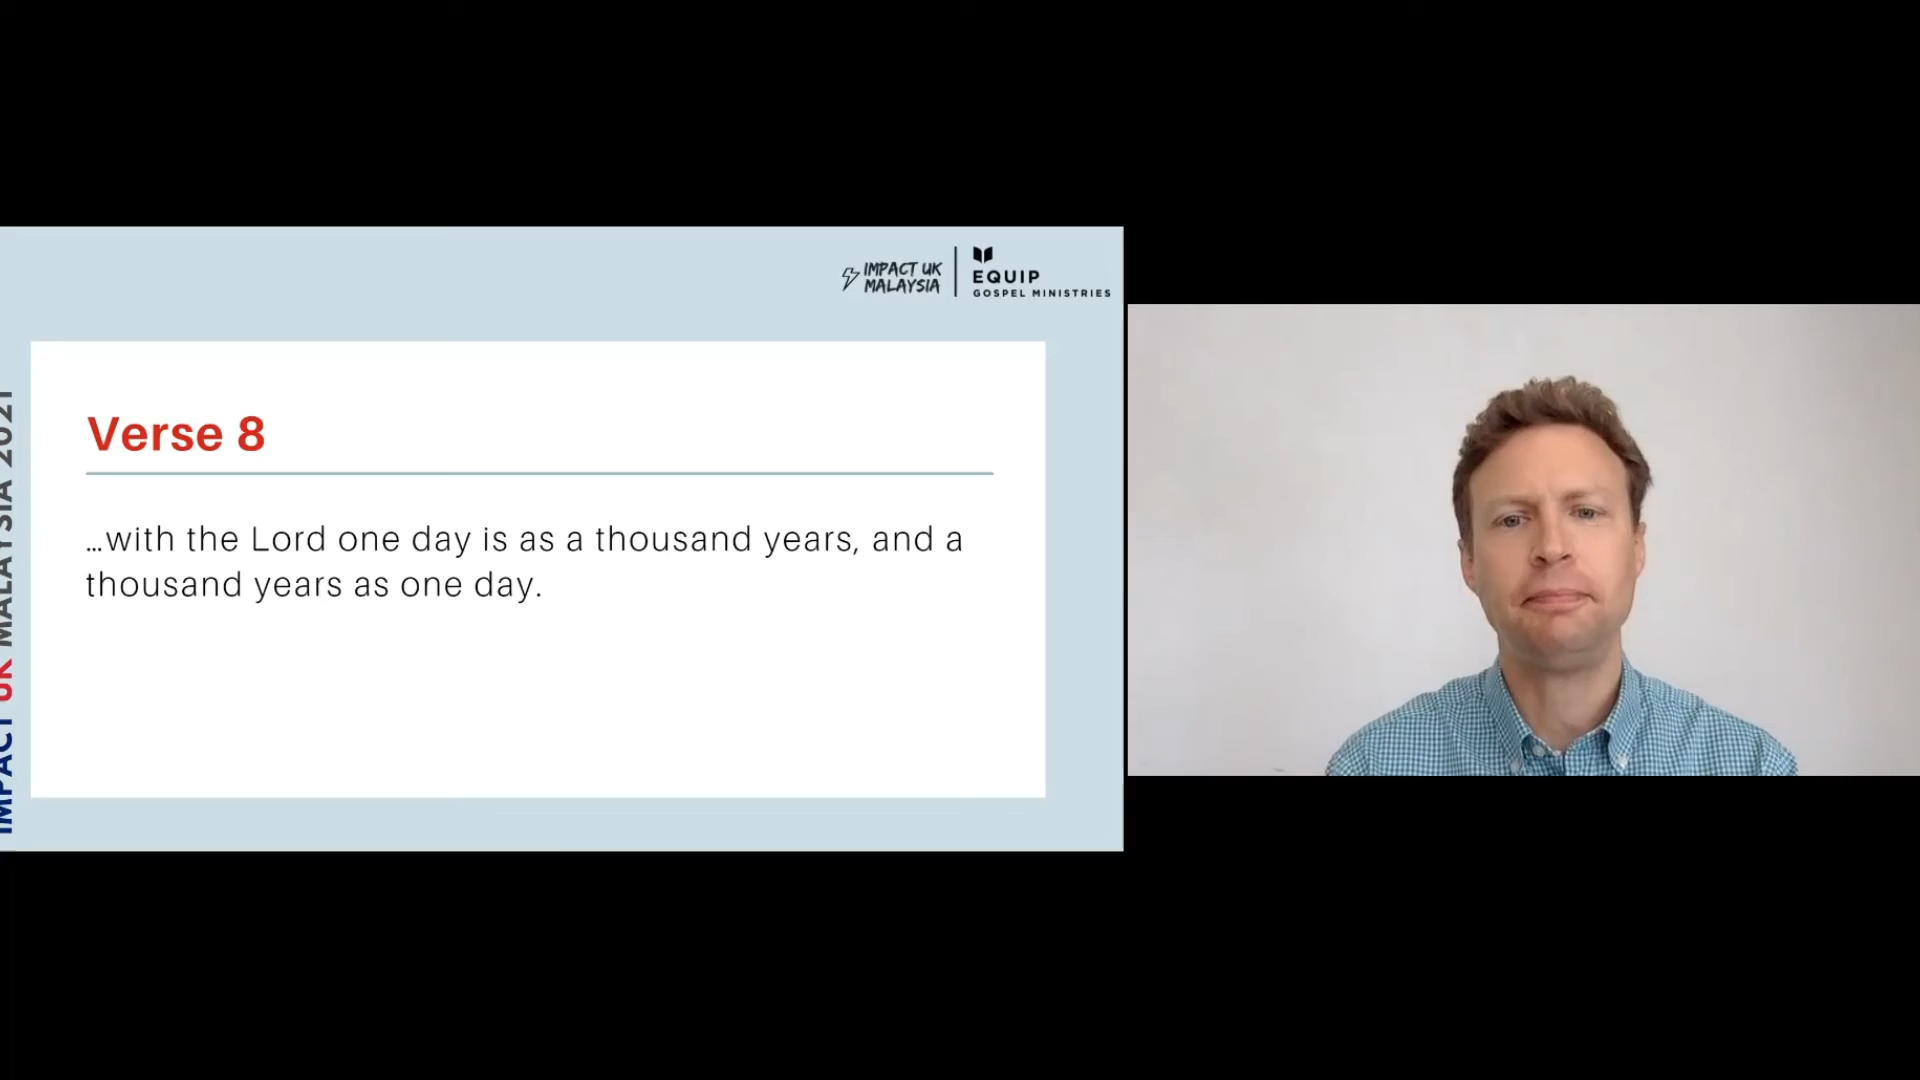 IMPACT UK
MALAYSIA
EQUIP
GOSPEL MINISTRIES
IMPACT UK MALAYSIA 2021
Verse 8
…with the Lord one day is as a thousand years, and a
thousand years as one day.